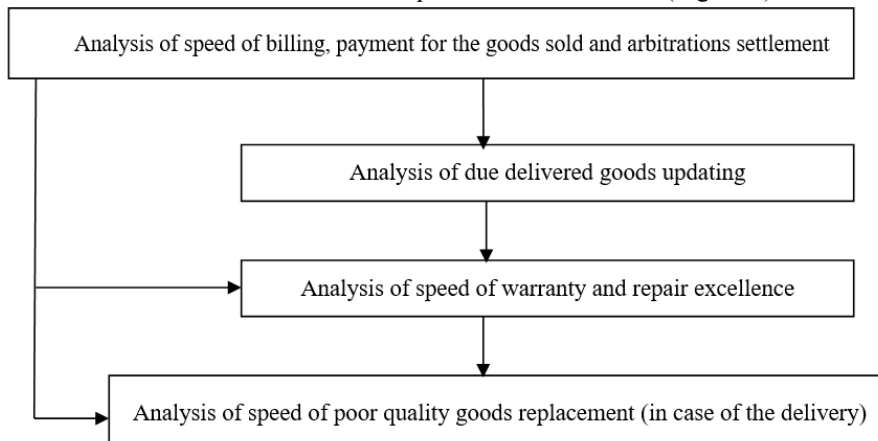 Analysis of speed of billing, payment for the goods sold and arbitrations settlement
Analysis of due delivered goods updating
Analysis of speed of warranty and repair excellence
Analysis of speed of poor quality goods replacement (in case of the delivery)